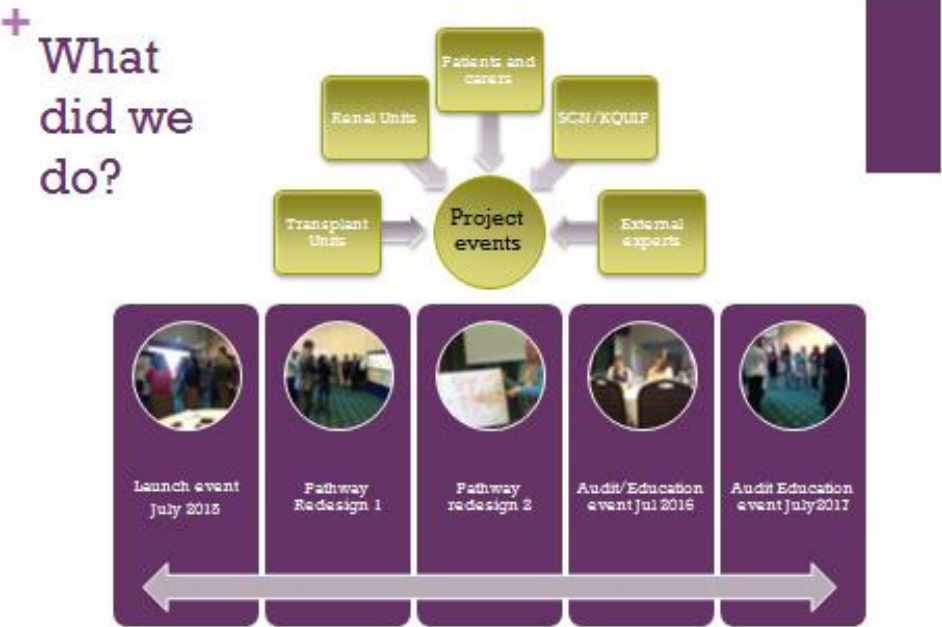 +
What
did we
do?
Patients and
carers
Renal Units
SCN/KQUIP
Transplant
Units
Project
events
External
experts
Launch event
July 2015
Pathway
Redesign 1
Pathway
redesign 2
Audit/Education
event Jul 2016
Audit Education
event July2017